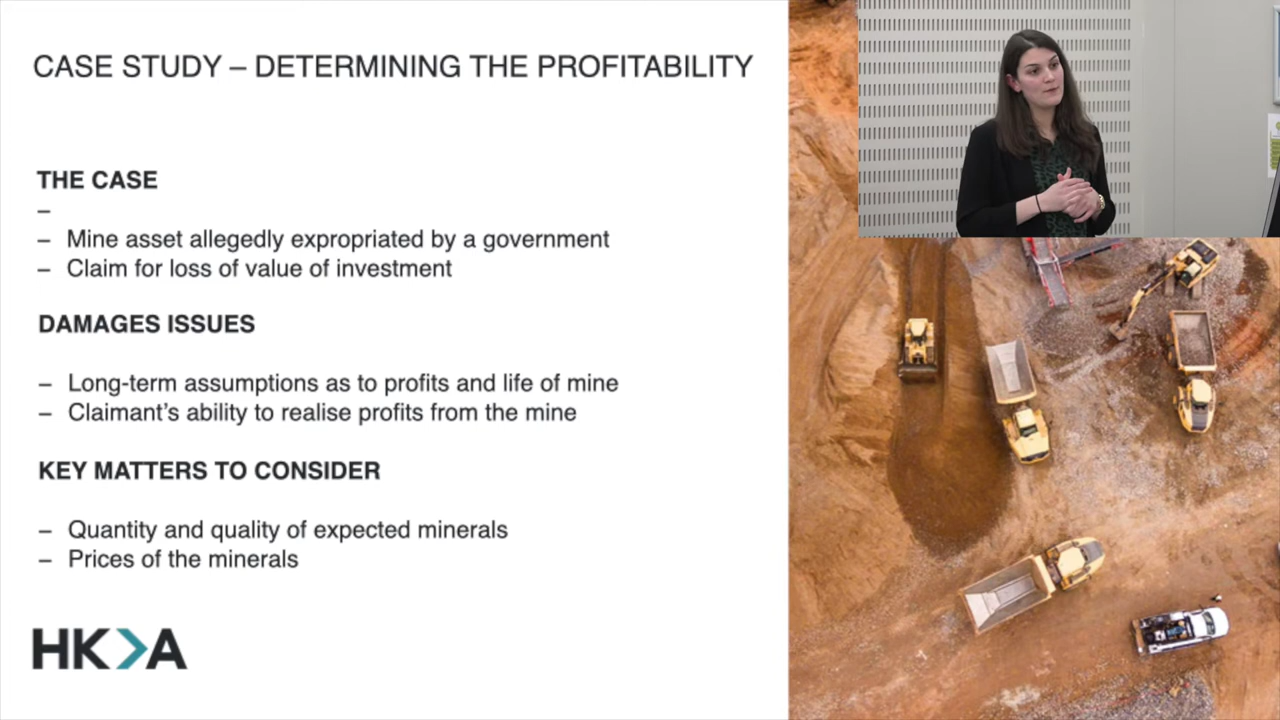 CASE STUDY – DETERMINING THE PROFITABILITY
THE CASE
–
– Mine asset allegedly expropriated by a government
– Claim for loss of value of investment
DAMAGES ISSUES
– Long-term assumptions as to profits and life of mine
– Claimant’s ability to realise profits from the mine
KEY MATTERS TO CONSIDER
– Quantity and quality of expected minerals
– Prices of the minerals
HKA